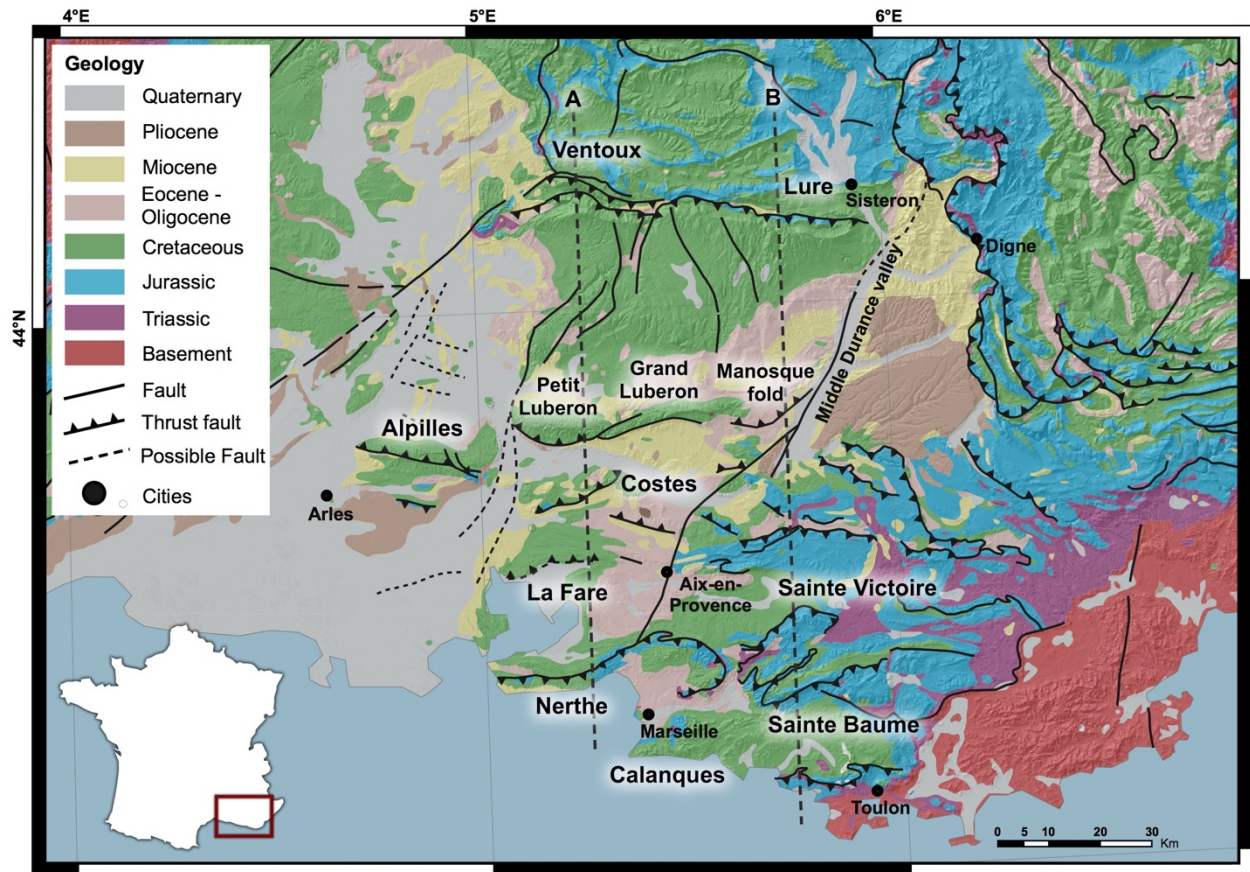 4°E
5°E
6°E
44°N
Geology
Quaternary
Pliocene
Miocene
Eocene -
Oligocene
Cretaceous
Jurassic
Triassic
Basement
Fault
Thrust fault
Possible Fault
Cities
A
B
Ventoux
Lure
Sisteron
Digne
Middle Durance valley
Petit
Luberon
Grand
Luberon
Manosque
fold
Alpilles
Arles
Costes
La Fare
Aix-en-
Provence
Sainte Victoire
Nerthe
Marseille
Sainte Baume
Calanques
Toulon
0 5 10 20 30
Km